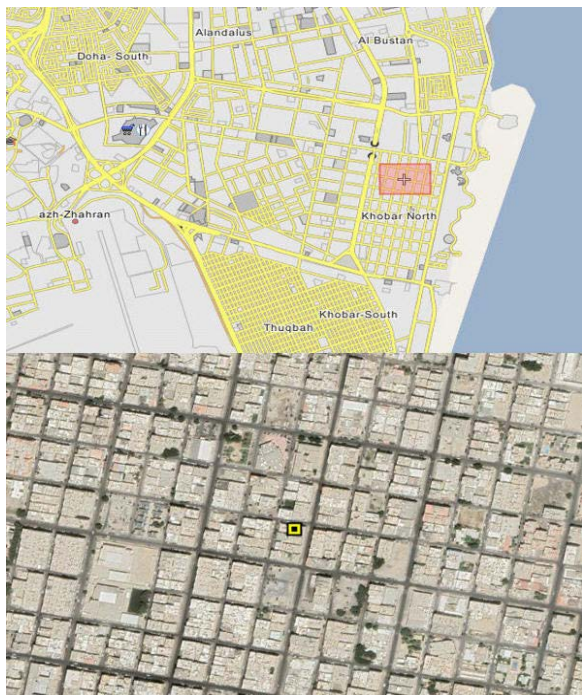 Alandalus
Al Bustan
Doha- South
azh-Zhahran
Khobar North
Khobar-South
Thuqbah